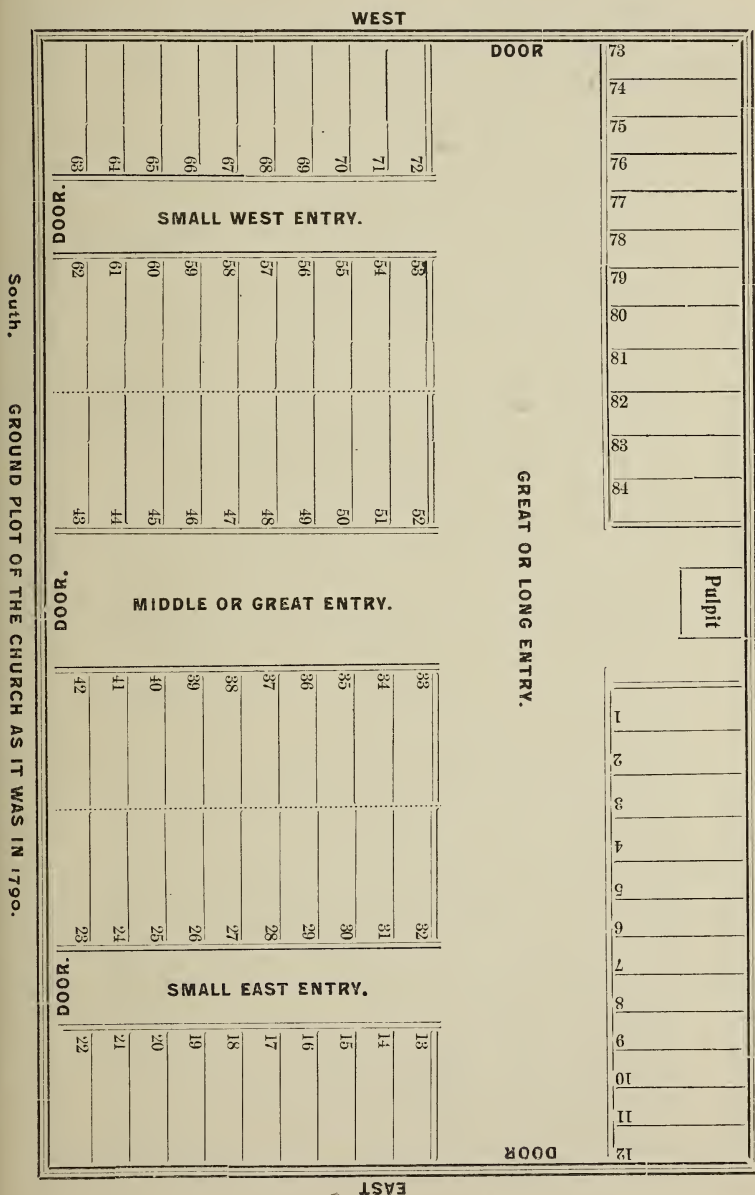 WEST
DOOR
73
74
75
76
77
78
79
80
81
82
83
84
63 64 65 66 67 68 69 70 71 72
DOOR.
SMALL WEST ENTRY.
62 61 60 59 58 57 56 55 54 53
43 44 45 46 47 48 49 50 51 52
GREAT OR LONG ENTRY.
DOOR.
MIDDLE OR GREAT ENTRY.
Pulpit
42 41 40 39 38 37 36 35 34 33
23 24 25 26 27 28 29 30 31 32
1
2
3
4
5
6
7
8
9
10
11
12
DOOR.
SMALL EAST ENTRY.
22 21 20 19 18 17 16 15 14 13
DOOR
EAST
South.
GROUND PLOT OF THE CHURCH AS IT WAS IN 1790.